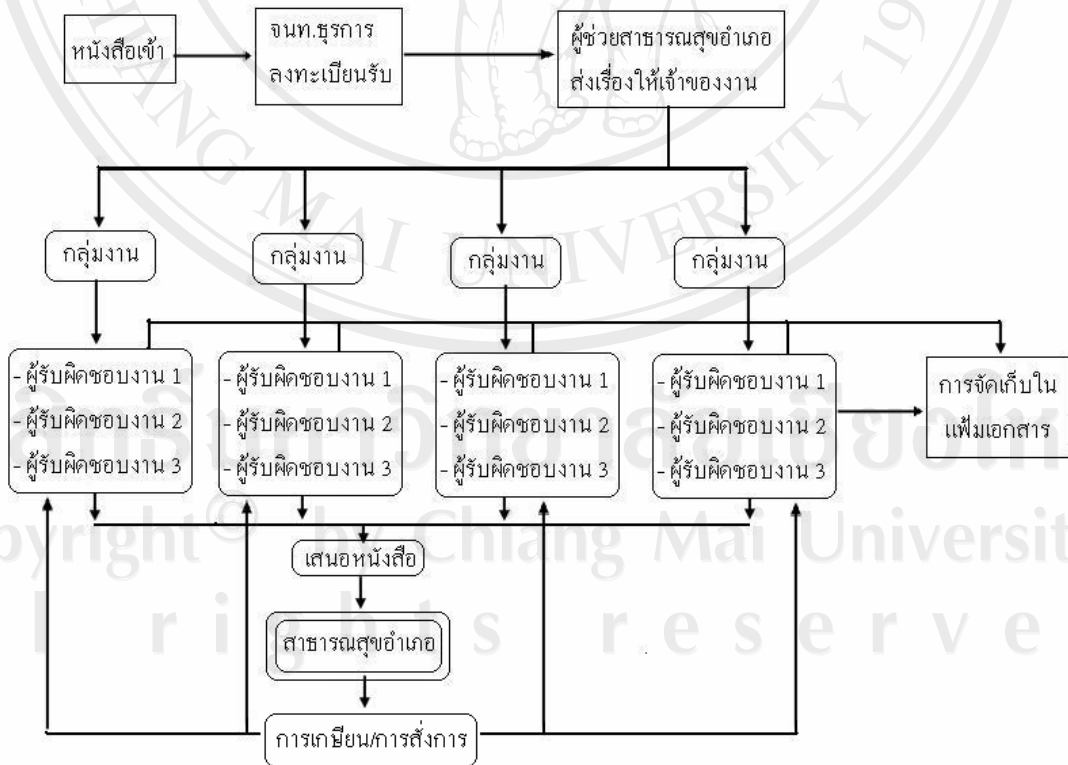 หนังสือเข้า
จนท.ธุรการ
ลงทะเบียนรับ
ผู้ช่วยสาธารณสุขอำเภอ
ส่งเรื่องให้เจ้าของงาน
กลุ่มงาน
กลุ่มงาน
กลุ่มงาน
กลุ่มงาน
- ผู้รับผิดชอบงาน 1
- ผู้รับผิดชอบงาน 2
- ผู้รับผิดชอบงาน 3
- ผู้รับผิดชอบงาน 1
- ผู้รับผิดชอบงาน 2
- ผู้รับผิดชอบงาน 3
- ผู้รับผิดชอบงาน 1
- ผู้รับผิดชอบงาน 2
- ผู้รับผิดชอบงาน 3
- ผู้รับผิดชอบงาน 1
- ผู้รับผิดชอบงาน 2
- ผู้รับผิดชอบงาน 3
การจัดเก็บใน
แฟ้มเอกสาร
เสนอหนังสือ
สาธารณสุขอำเภอ
การเกษียน/การสั่งการ
CHIANG MAI UNIVERSITY 19
pyright© by Chiang Mai Universit
l rights reserve